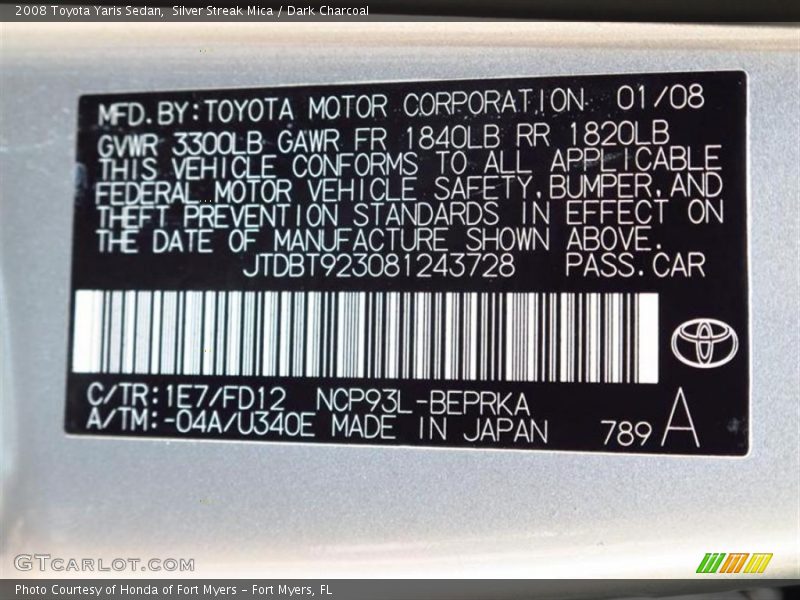 2008 Toyota Yaris Sedan,  Silver Streak Mica / Dark Charcoal
MFD. BY: TOYOTA MOTOR CORPORATION 01/08
GVWR 3300LB GAWR FR 1840LB RR 1820LB
THIS VEHICLE CONFORMS TO ALL APPLICABLE
FEDERAL MOTOR VEHICLE SAFETY, BUMPER, AND
THEFT PREVENTION STANDARDS IN EFFECT ON
THE DATE OF MANUFACTURE SHOWN ABOVE.
JTDBT923081243728 PASS. CAR
C/TR: 1E7/FD12 NCP93L-BEPRKA
A/TM: -04A/U340E MADE IN JAPAN 789 A
GTCARLOT.COM
Photo Courtesy of Honda of Fort Myers – Fort Myers, FL